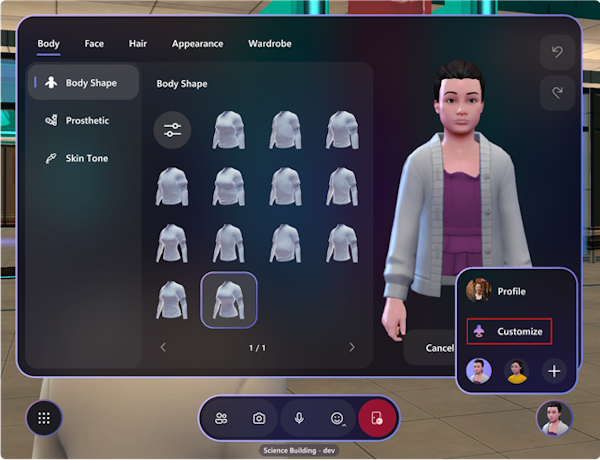 Body Face Hair Appearance Wardrobe
Body Shape
Prosthetic
Skin Tone
Body Shape
1 / 1
Cancel
Profile
Customize
Science Building - dev